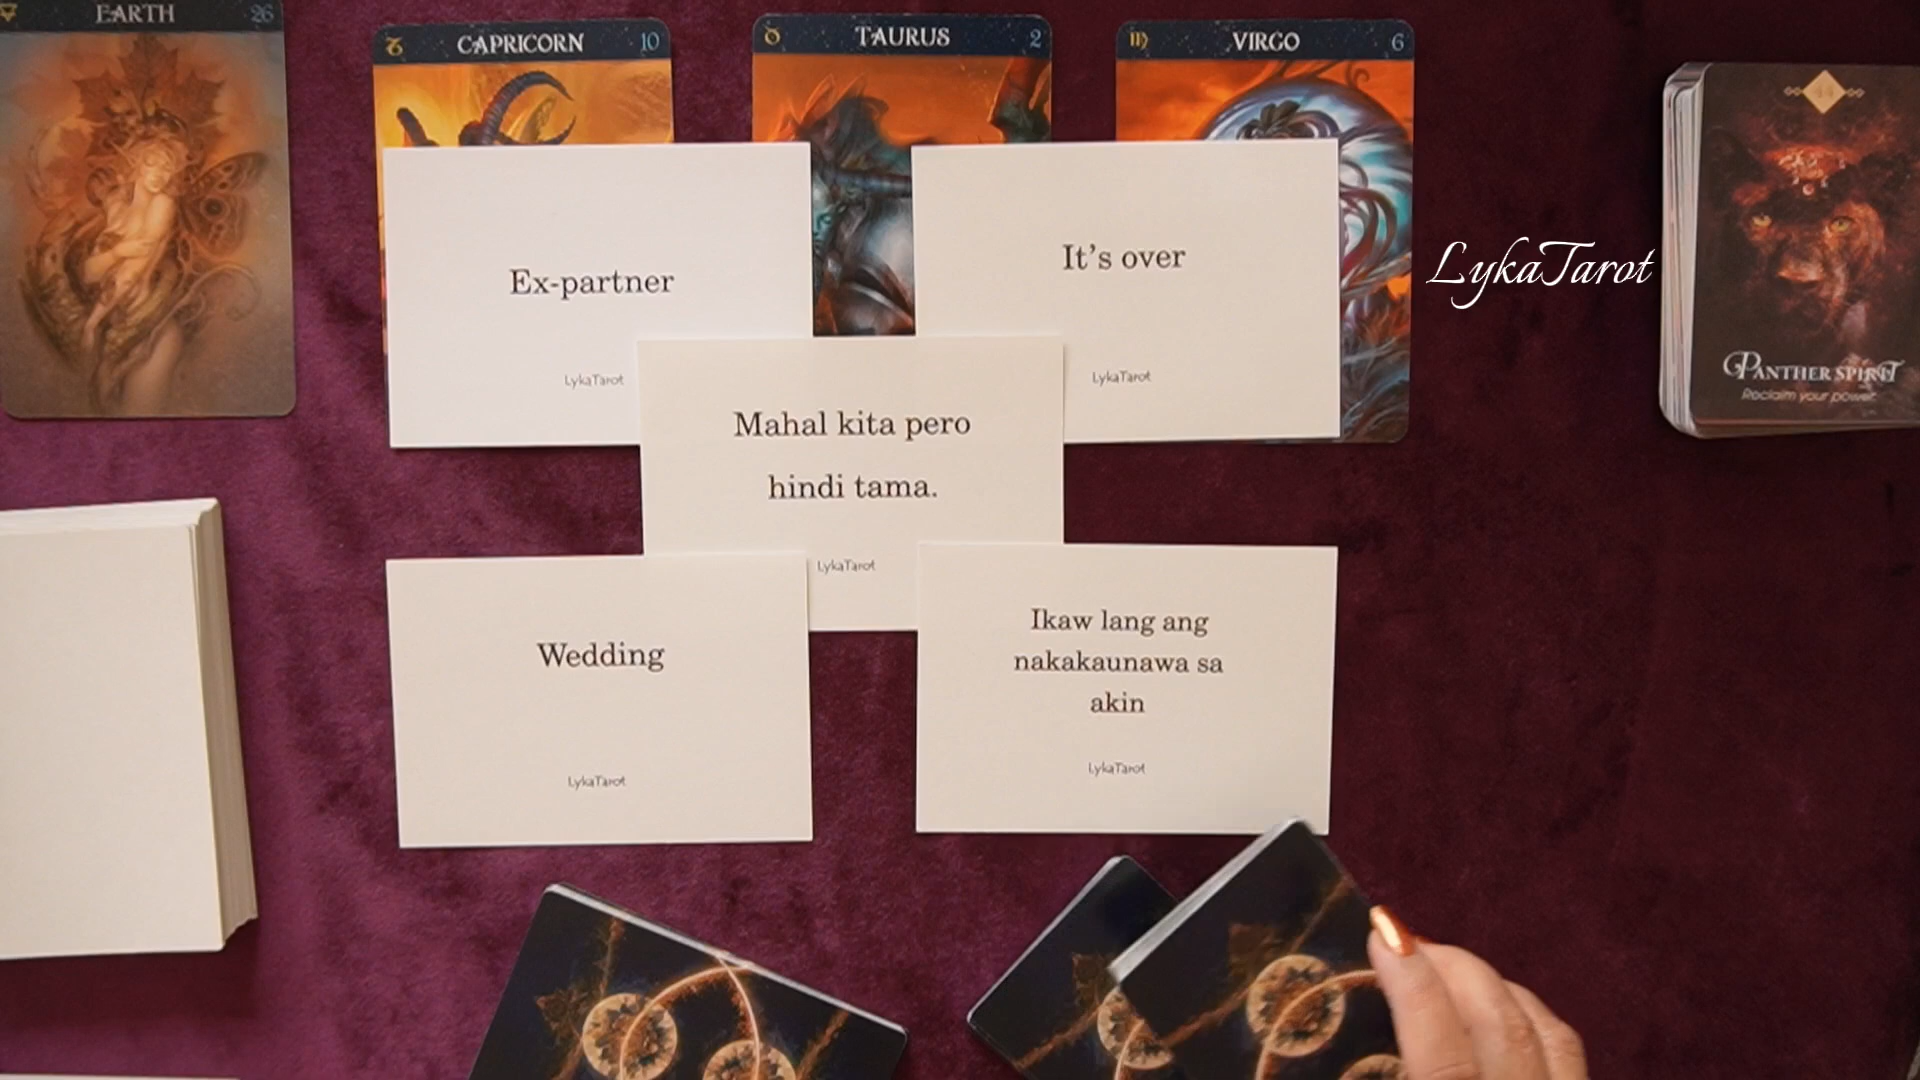 EARTH 26
CAPRICORN 10
TAURUS 2
VIRGO 6
Ex-partner
LykaTarot
It's over
LykaTarot
LykaTarot
Mahal kita pero
hindi tama.
LykaTarot
Wedding
LykaTarot
Ikaw lang ang
nakakaunawa sa
akin
LykaTarot
44
PANTHER SPIRIT
Reclaim your power.